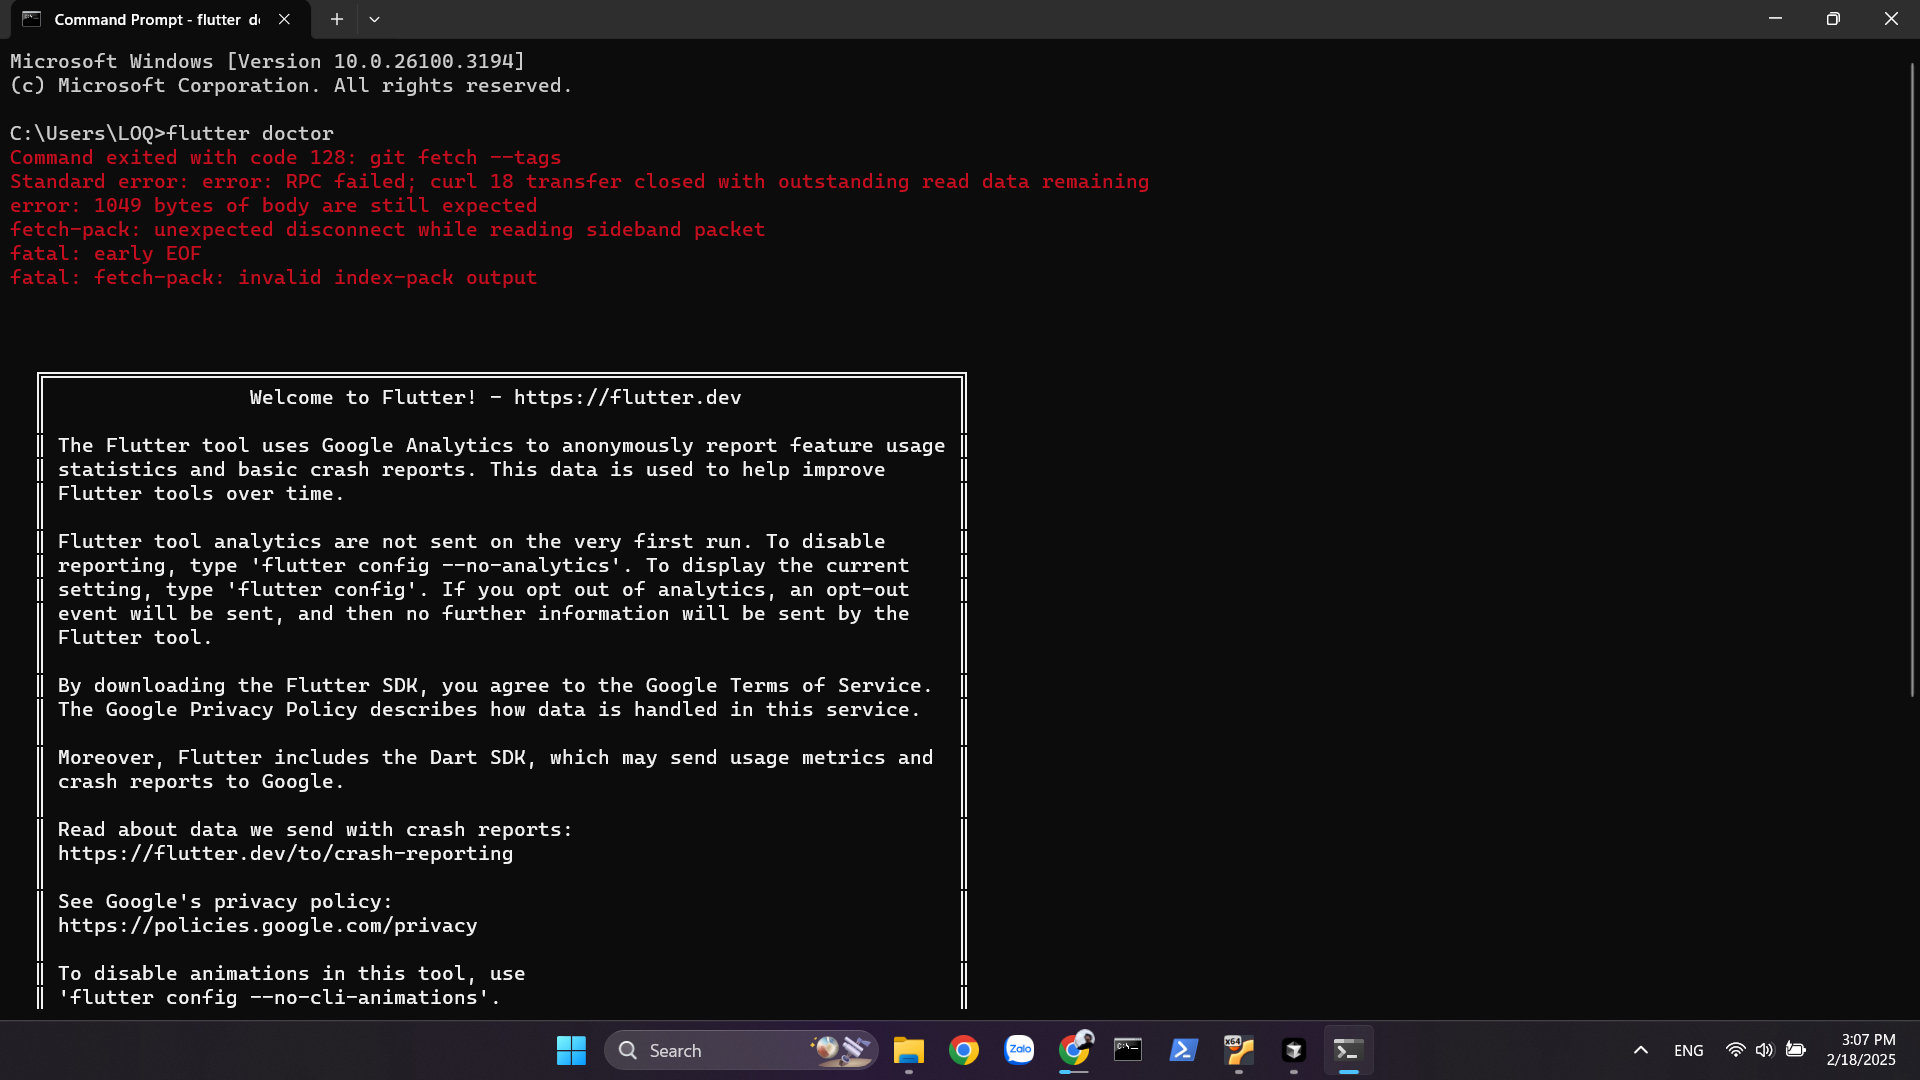 Command Prompt - flutter do
Microsoft Windows [Version 10.0.26100.3194]
(c) Microsoft Corporation. All rights reserved.
C:\Users\LOQ>flutter doctor
Command exited with code 128: git fetch --tags
Standard error: error: RPC failed; curl 18 transfer closed with outstanding read data remaining
error: 1049 bytes of body are still expected
fetch-pack: unexpected disconnect while reading sideband packet
fatal: early EOF
fatal: fetch-pack: invalid index-pack output
Welcome to Flutter! - https://flutter.dev
The Flutter tool uses Google Analytics to anonymously report feature usage
statistics and basic crash reports. This data is used to help improve
Flutter tools over time.
Flutter tool analytics are not sent on the very first run. To disable
reporting, type 'flutter config --no-analytics'. To display the current
setting, type 'flutter config'. If you opt out of analytics, an opt-out
event will be sent, and then no further information will be sent by the
Flutter tool.
By downloading the Flutter SDK, you agree to the Google Terms of Service.
The Google Privacy Policy describes how data is handled in this service.
Moreover, Flutter includes the Dart SDK, which may send usage metrics and
crash reports to Google.
Read about data we send with crash reports:
https://flutter.dev/to/crash-reporting
See Google's privacy policy:
https://policies.google.com/privacy
To disable animations in this tool, use
'flutter config --no-cli-animations'.
Search
Zalo
x64
ENG
3:07 PM
2/18/2025